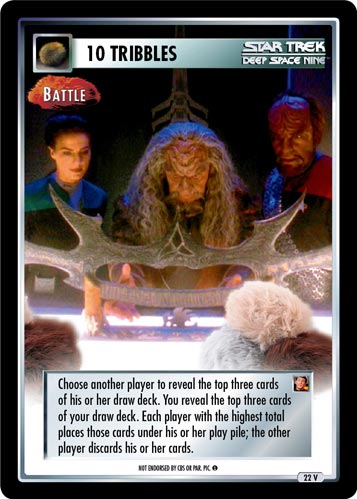 10 TRIBBLES
STAR TREK
DEEP SPACE NINE
BATTLE
Choose another player to reveal the top three cards
of his or her draw deck. You reveal the top three cards
of your draw deck. Each player with the highest total
places those cards under his or her play pile; the other
player discards his or her cards.
NOT ENDORSED BY CBS OR PAR. PIC.
22 V